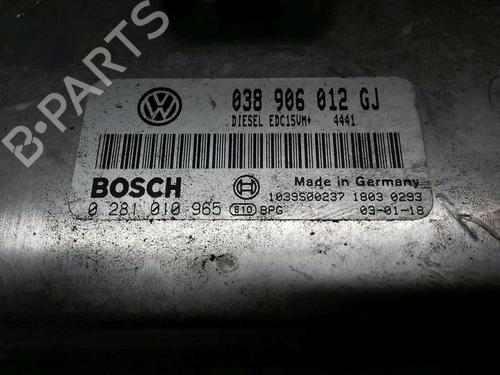 B-Parts
038 906 012 GJ
DIESEL EDC15VM+ 4441
BOSCH
Made in Germany
1039S00237 1803 0293
0 281 010 965 810 BPG 03-01-18